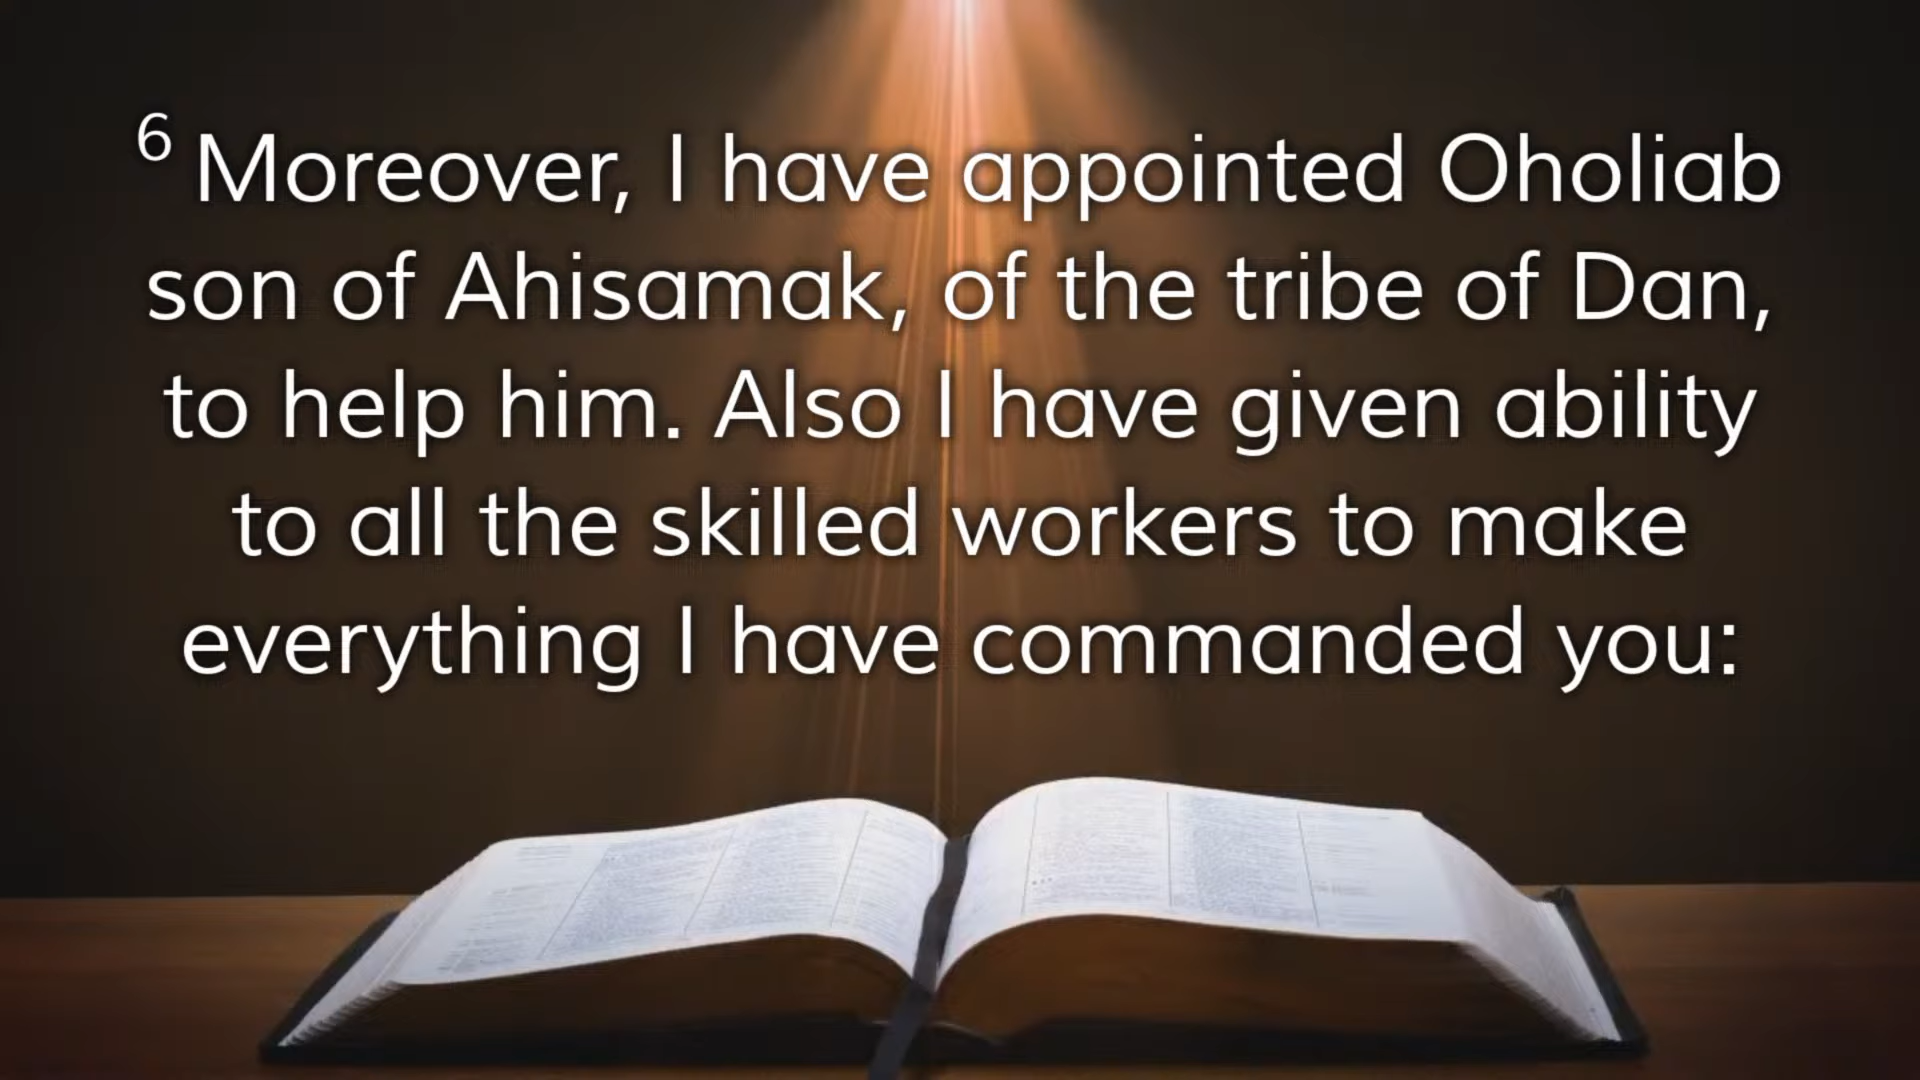 6 Moreover, I have appointed Oholiab
son of Ahisamak, of the tribe of Dan,
to help him. Also I have given ability
to all the skilled workers to make
everything I have commanded you: